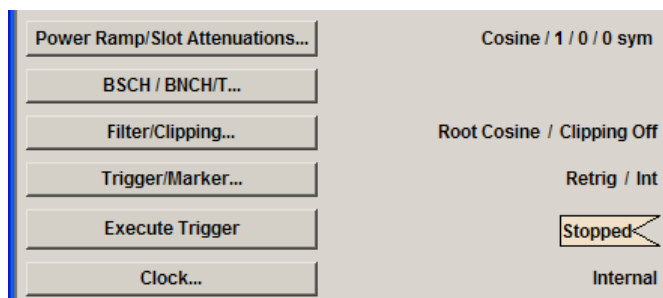 Power Ramp/Slot Attenuations... Cosine / 1 / 0 / 0 sym
BSCH / BNCH/T...
Filter/Clipping... Root Cosine / Clipping Off
Trigger/Marker... Retrig / Int
Execute Trigger Stopped
Clock... Internal